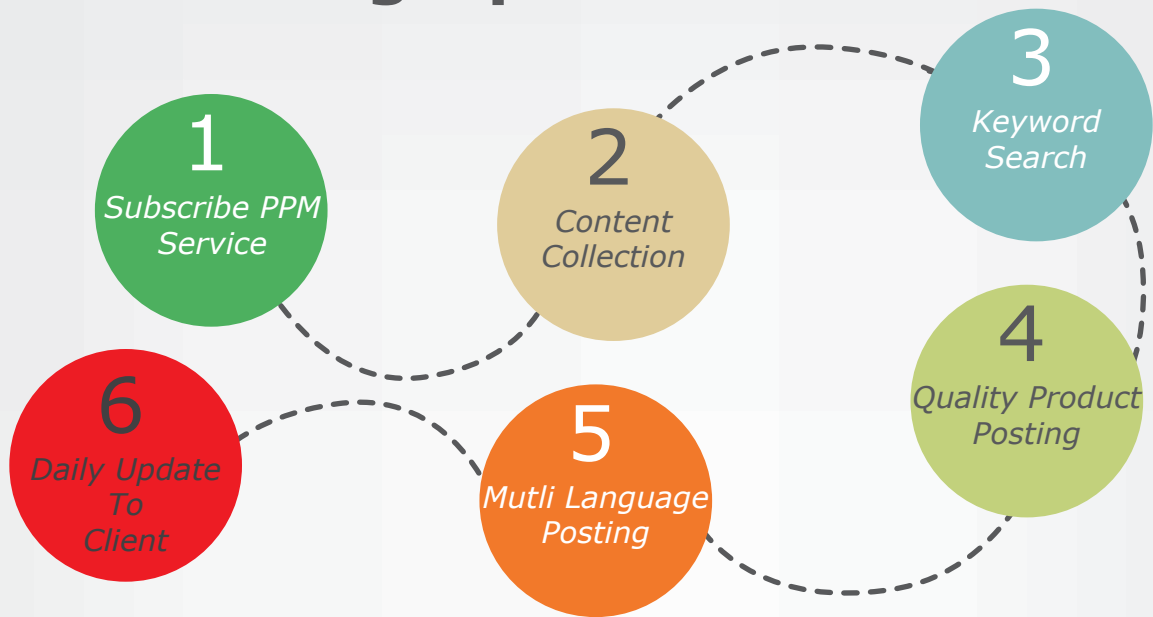 1
Subscribe PPM
Service
2
Content
Collection
3
Keyword
Search
4
Quality Product
Posting
5
Mutli Language
Posting
6
Daily Update
To
Client